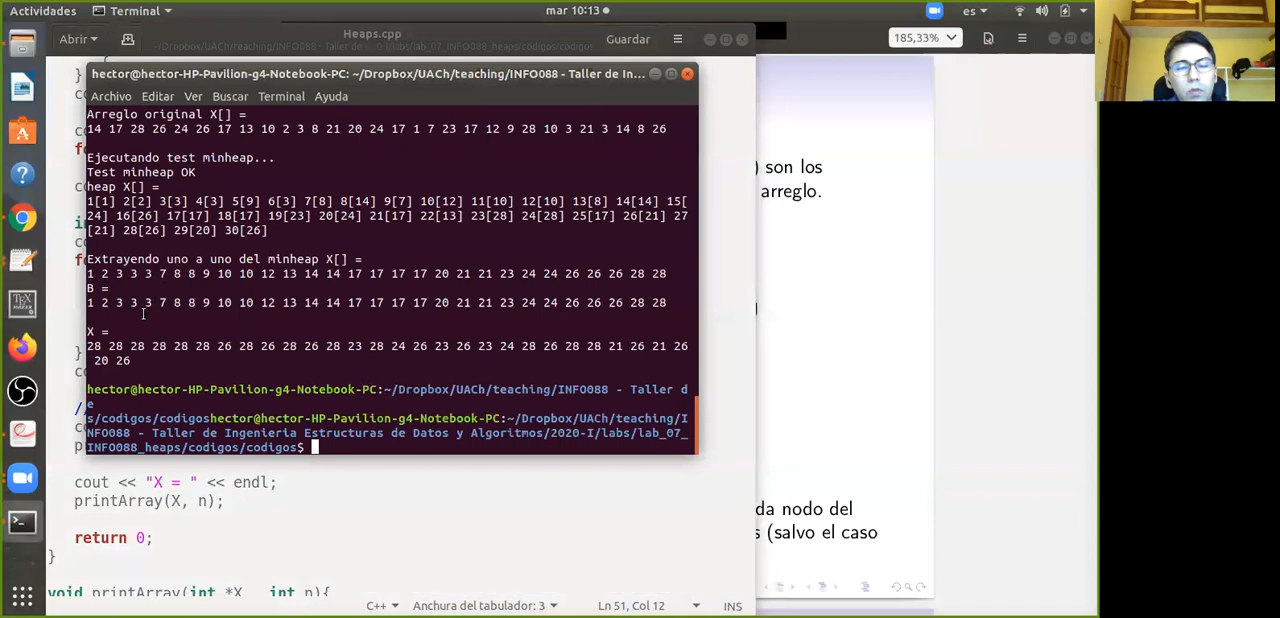 Actividades Terminal mar 10:13 es
Abrir Heaps.cpp Guardar 185,33%
hector@hector-HP-Pavilion-g4-Notebook-PC: ~/Dropbox/UACh/teaching/INFO088 - Taller de In...
Archivo Editar Ver Buscar Terminal Ayuda
Arreglo original X[] =
14 17 28 26 24 26 17 13 10 2 3 8 21 20 24 17 1 7 23 17 12 9 28 10 3 21 3 14 8 26
Ejecutando test minheap...
Test minheap OK
heap X[] =
1[1] 2[2] 3[3] 4[3] 5[9] 6[3] 7[8] 8[14] 9[7] 10[12] 11[10] 12[10] 13[8] 14[14] 15[
24] 16[26] 17[17] 18[17] 19[23] 20[24] 21[17] 22[13] 23[28] 24[28] 25[17] 26[21] 27
[21] 28[26] 29[20] 30[26]
Extrayendo uno a uno del minheap X[] =
1 2 3 3 3 7 8 8 9 10 10 12 13 14 14 17 17 17 17 20 21 21 23 24 24 26 26 26 28 28
B =
1 2 3 3 3 7 8 8 9 10 10 12 13 14 14 17 17 17 17 20 21 21 23 24 24 26 26 26 28 28
X =
28 28 28 28 28 28 26 28 26 28 26 28 23 28 24 26 23 26 23 24 28 26 28 28 21 26 21 26
20 26
hector@hector-HP-Pavilion-g4-Notebook-PC:~/Dropbox/UACh/teaching/INFO088 - Taller d
e
s/codigos/codigoshector@hector-HP-Pavilion-g4-Notebook-PC:~/Dropbox/UACh/teaching/I
NFO088 - Taller de Ingenieria Estructuras de Datos y Algoritmos/2020-I/labs/lab_07_
INFO088_heaps/codigos/codigos$
cout << "X = " << endl;
printArray(X, n);
return 0;
}
void printArray(int *X, int n){
C++ Anchura del tabulador: 3 Ln 51, Col 12 INS
) son los
arreglo.
da nodo del
s (salvo el caso